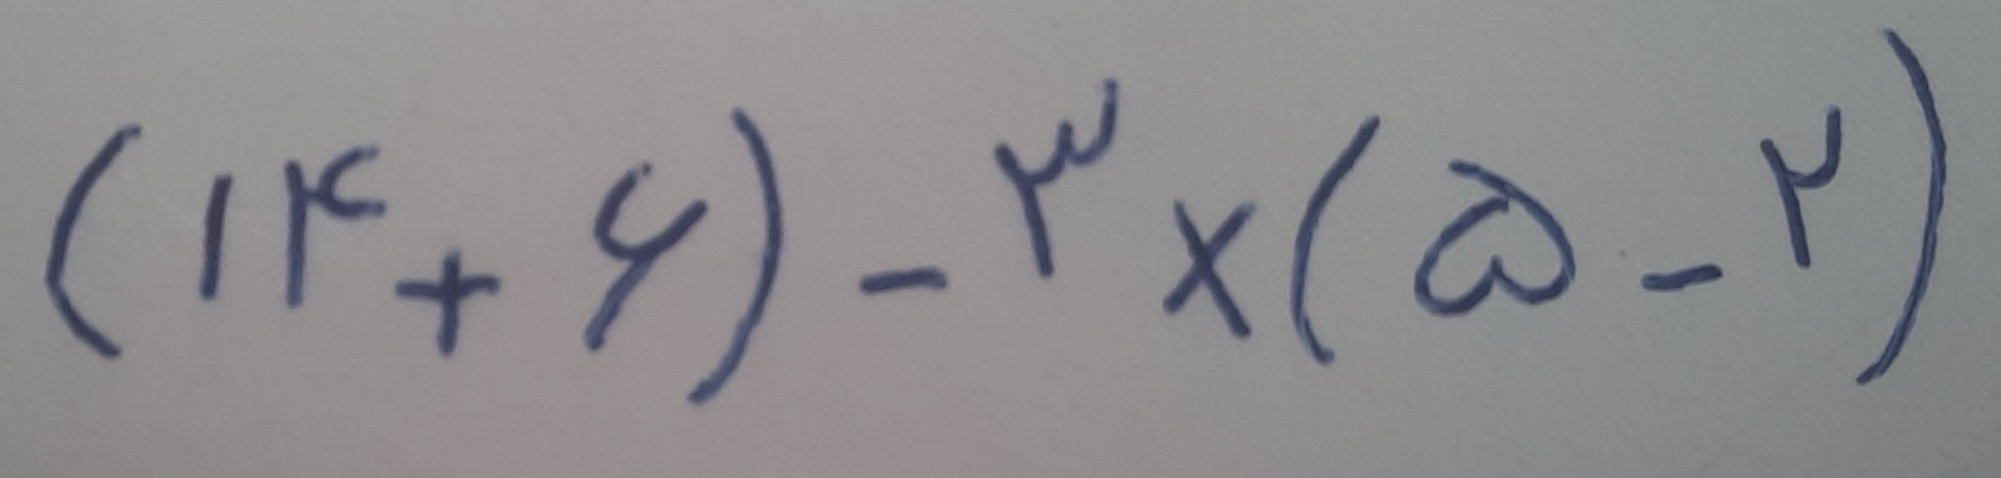 (۱۴ + ۶) - ۳ × (۵ - ۲)